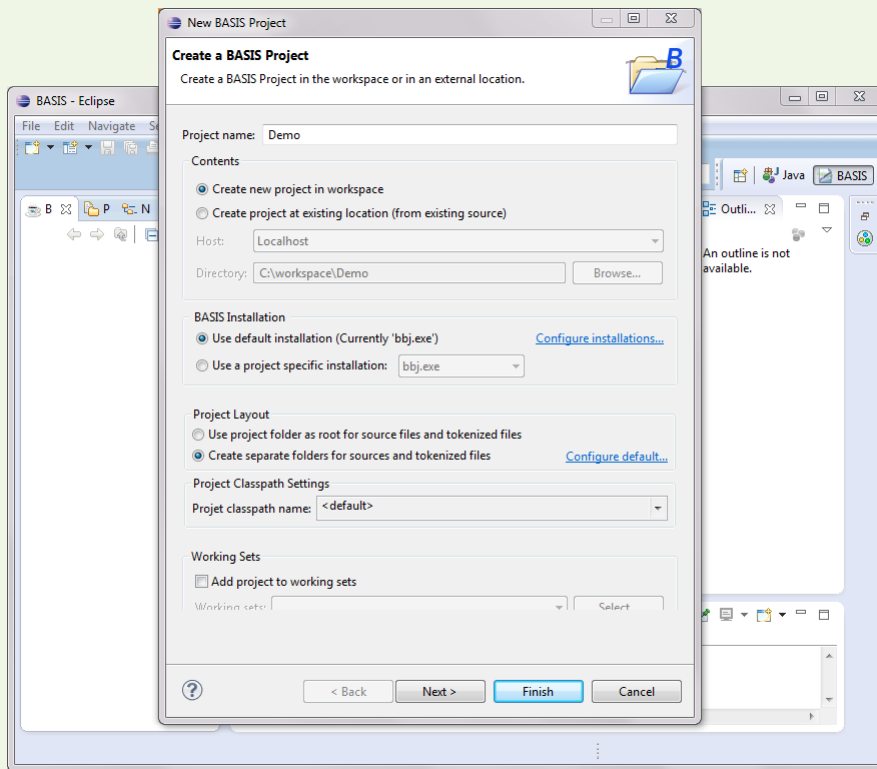 New BASIS Project
Create a BASIS Project
Create a BASIS Project in the workspace or in an external location.
B
BASIS - Eclipse
File Edit Navigate Se
Java
BASIS
Project name: Demo
Contents
Create new project in workspace
Create project at existing location (from existing source)
Host: Localhost
Directory: C:\workspace\Demo Browse...
B P N
Outli...
An outline is not
available.
BASIS Installation
Use default installation (Currently 'bbj.exe') Configure installations...
Use a project specific installation: bbj.exe
Project Layout
Use project folder as root for source files and tokenized files
Create separate folders for sources and tokenized files Configure default...
Project Classpath Settings
Projet classpath name: <default>
Working Sets
Add project to working sets
Working sets: Select...
? < Back Next > Finish Cancel